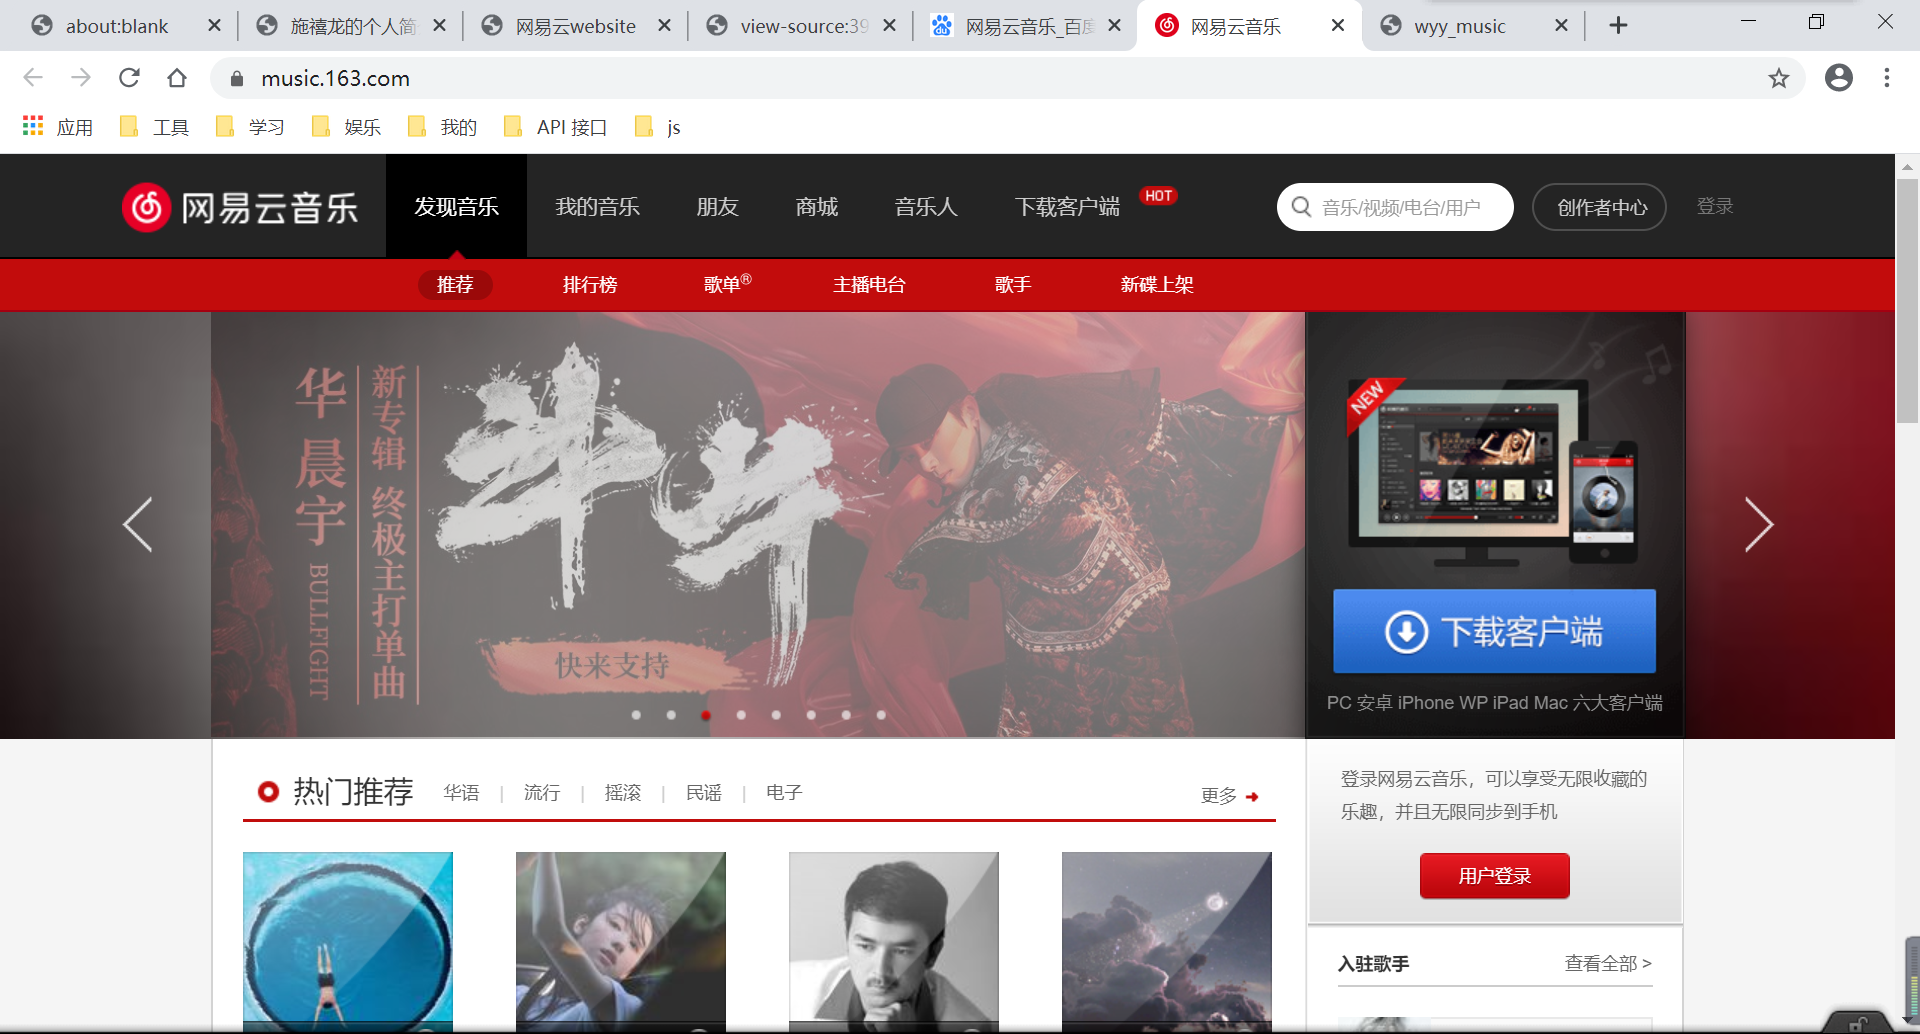 about:blank
施禧龙的个人简
网易云website
view-source:39
网易云音乐_百度
网易云音乐
wyy_music
music.163.com
应用
工具
学习
娱乐
我的
API 接口
js
网易云音乐
发现音乐
我的音乐
朋友
商城
音乐人
下载客户端
HOT
音乐/视频/电台/用户
创作者中心
登录
推荐
排行榜
歌单®
主播电台
歌手
新碟上架
华晨宇
BULLFIGHT
新专辑 终极主打单曲
斗牛
快来支持
NEW
下载客户端
PC 安卓 iPhone WP iPad Mac 六大客户端
热门推荐
华语 | 流行 | 摇滚 | 民谣 | 电子
更多
登录网易云音乐，可以享受无限收藏的
乐趣，并且无限同步到手机
用户登录
入驻歌手
查看全部 >